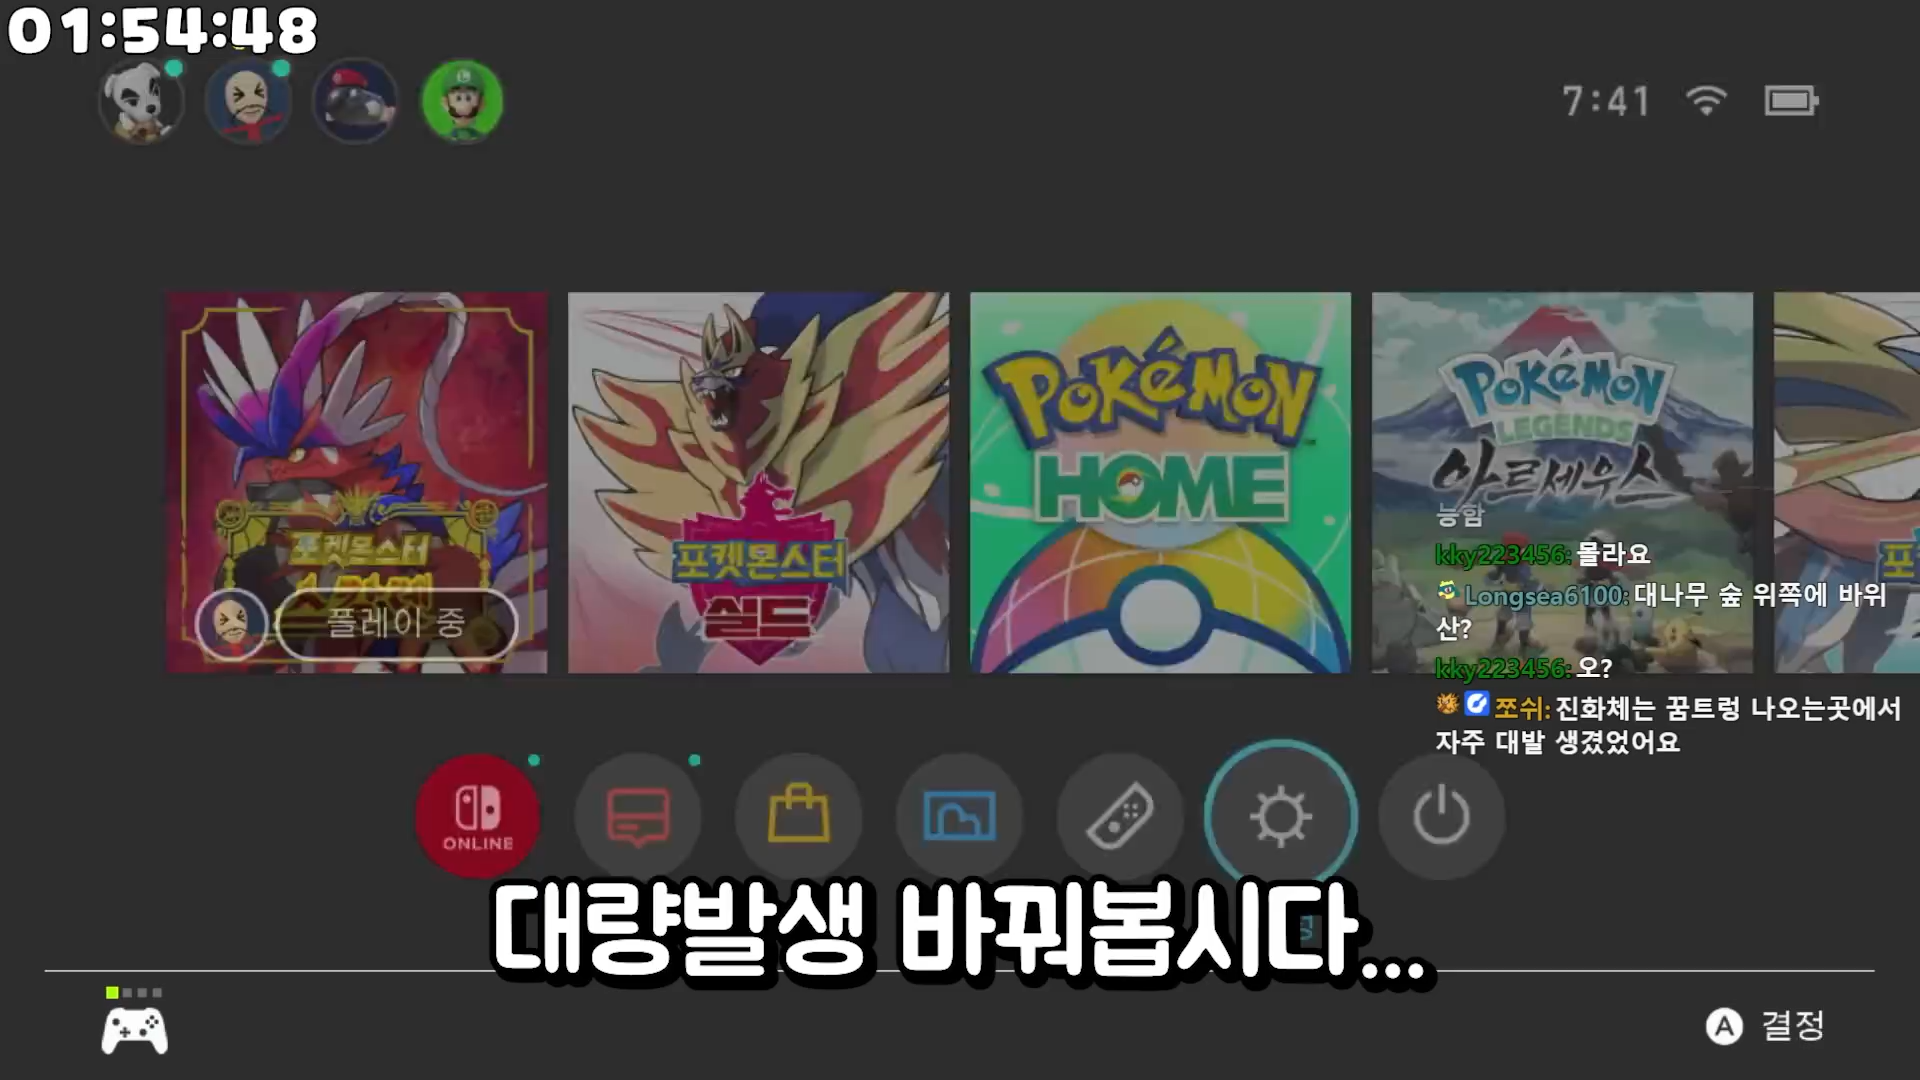 01:54:48
7:41
포켓몬스터
플레이 중
포켓몬스터
실드
POKéMON
HOME
POKéMON
LEGENDS
아르세우스
능함
kky223456: 몰라요
Longsea6100: 대나무 숲 위쪽에 바위
산?
kky223456: 오?
쪼쉬: 진화체는 꿈트렁 나오는곳에서
자주 대발 생겼었어요
ONLINE
대량발생 바꿔봅시다...
A 결정